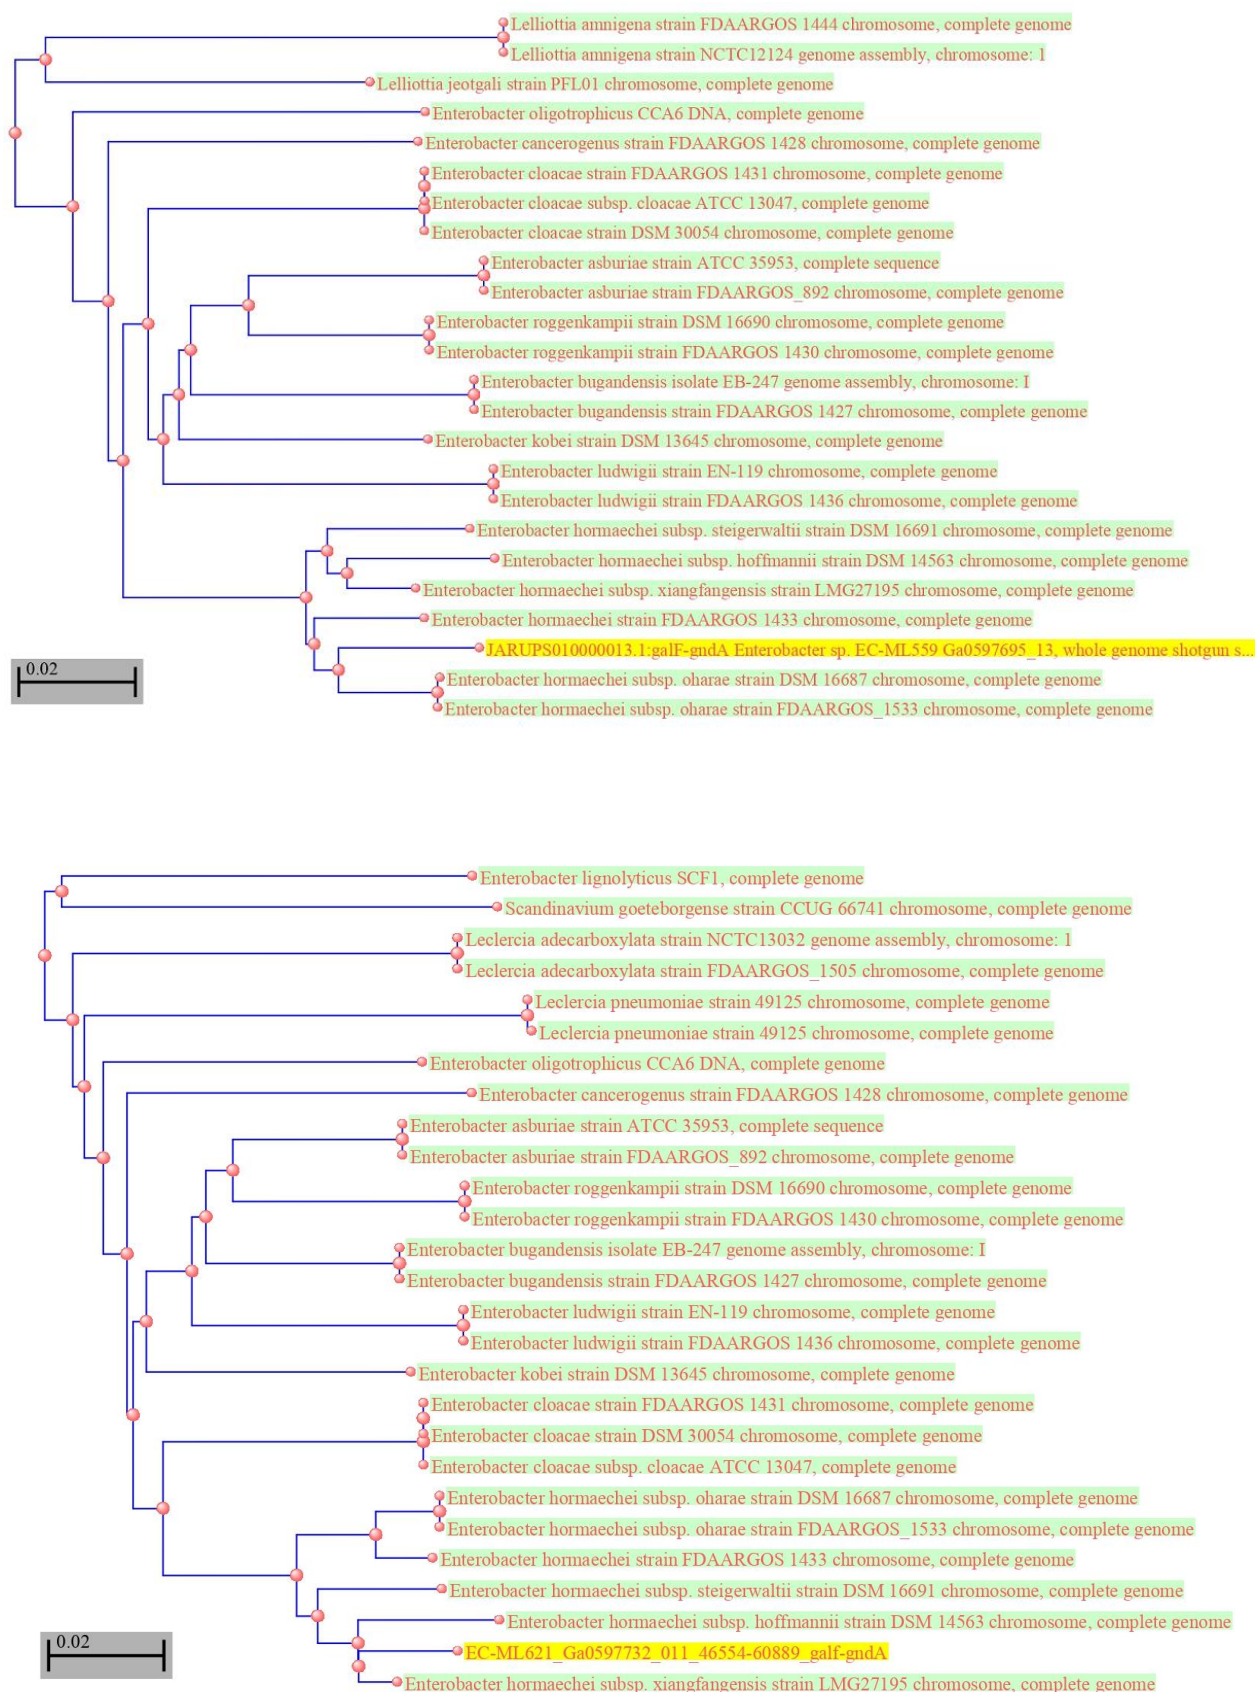 Lelliottia amnigena strain FDAARGOS 1444 chromosome, complete genome
Lelliottia amnigena strain NCTC12124 genome assembly, chromosome: 1
Lelliottia jeotgali strain PFL01 chromosome, complete genome
Enterobacter oligotrophicus CCA6 DNA, complete genome
Enterobacter cancerogenus strain FDAARGOS 1428 chromosome, complete genome
Enterobacter cloacae strain FDAARGOS 1431 chromosome, complete genome
Enterobacter cloacae subsp. cloacae ATCC 13047, complete genome
Enterobacter cloacae strain DSM 30054 chromosome, complete genome
Enterobacter asburiae strain ATCC 35953, complete sequence
Enterobacter asburiae strain FDAARGOS_892 chromosome, complete genome
Enterobacter roggenkampii strain DSM 16690 chromosome, complete genome
Enterobacter roggenkampii strain FDAARGOS 1430 chromosome, complete genome
Enterobacter bugandensis isolate EB-247 genome assembly, chromosome: I
Enterobacter bugandensis strain FDAARGOS 1427 chromosome, complete genome
Enterobacter kobei strain DSM 13645 chromosome, complete genome
Enterobacter ludwigii strain EN-119 chromosome, complete genome
Enterobacter ludwigii strain FDAARGOS 1436 chromosome, complete genome
Enterobacter hormaechei subsp. steigerwaltii strain DSM 16691 chromosome, complete genome
Enterobacter hormaechei subsp. hoffmannii strain DSM 14563 chromosome, complete genome
Enterobacter hormaechei subsp. xiangfangensis strain LMG27195 chromosome, complete genome
Enterobacter hormaechei strain FDAARGOS 1433 chromosome, complete genome
JARUPS010000013.1:galF-gndA Enterobacter sp. EC-ML559 Ga0597695_13, whole genome shotgun s...
0.02
Enterobacter hormaechei subsp. oharae strain DSM 16687 chromosome, complete genome
Enterobacter hormaechei subsp. oharae strain FDAARGOS_1533 chromosome, complete genome
Enterobacter lignolyticus SCF1, complete genome
Scandinavium goeteborgense strain CCUG 66741 chromosome, complete genome
Leclercia adecarboxylata strain NCTC13032 genome assembly, chromosome: 1
Leclercia adecarboxylata strain FDAARGOS_1505 chromosome, complete genome
Leclercia pneumoniae strain 49125 chromosome, complete genome
Leclercia pneumoniae strain 49125 chromosome, complete genome
Enterobacter oligotrophicus CCA6 DNA, complete genome
Enterobacter cancerogenus strain FDAARGOS 1428 chromosome, complete genome
Enterobacter asburiae strain ATCC 35953, complete sequence
Enterobacter asburiae strain FDAARGOS_892 chromosome, complete genome
Enterobacter roggenkampii strain DSM 16690 chromosome, complete genome
Enterobacter roggenkampii strain FDAARGOS 1430 chromosome, complete genome
Enterobacter bugandensis isolate EB-247 genome assembly, chromosome: I
Enterobacter bugandensis strain FDAARGOS 1427 chromosome, complete genome
Enterobacter ludwigii strain EN-119 chromosome, complete genome
Enterobacter ludwigii strain FDAARGOS 1436 chromosome, complete genome
Enterobacter kobei strain DSM 13645 chromosome, complete genome
Enterobacter cloacae strain FDAARGOS 1431 chromosome, complete genome
Enterobacter cloacae strain DSM 30054 chromosome, complete genome
Enterobacter cloacae subsp. cloacae ATCC 13047, complete genome
Enterobacter hormaechei subsp. oharae strain DSM 16687 chromosome, complete genome
Enterobacter hormaechei subsp. oharae strain FDAARGOS_1533 chromosome, complete genome
Enterobacter hormaechei strain FDAARGOS 1433 chromosome, complete genome
Enterobacter hormaechei subsp. steigerwaltii strain DSM 16691 chromosome, complete genome
Enterobacter hormaechei subsp. hoffmannii strain DSM 14563 chromosome, complete genome
0.02
EC-ML621_Ga0597732_011_46554-60889_galf-gndA
Enterobacter hormaechei subsp. xiangfangensis strain LMG27195 chromosome, complete genome